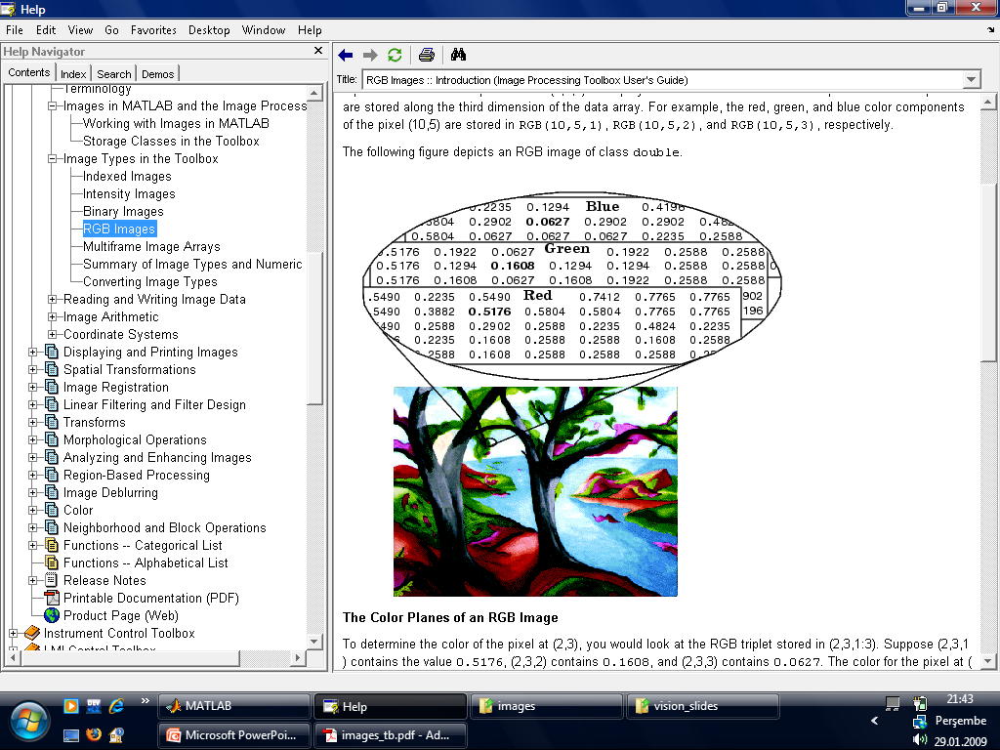 Help
File Edit View Go Favorites Desktop Window Help
Help Navigator
Contents Index Search Demos
Terminology
Images in MATLAB and the Image Process
Working with Images in MATLAB
Storage Classes in the Toolbox
Image Types in the Toolbox
Indexed Images
Intensity Images
Binary Images
RGB Images
Multiframe Image Arrays
Summary of Image Types and Numeric
Converting Image Types
Reading and Writing Image Data
Image Arithmetic
Coordinate Systems
Displaying and Printing Images
Spatial Transformations
Image Registration
Linear Filtering and Filter Design
Transforms
Morphological Operations
Analyzing and Enhancing Images
Region-Based Processing
Image Deblurring
Color
Neighborhood and Block Operations
Functions -- Categorical List
Functions -- Alphabetical List
Release Notes
Printable Documentation (PDF)
Product Page (Web)
Instrument Control Toolbox
LMI Control Toolbox
Title: RGB Images :: Introduction (Image Processing Toolbox User's Guide)
are stored along the third dimension of the data array. For example, the red, green, and blue color components
of the pixel (10,5) are stored in RGB(10,5,1), RGB(10,5,2), and RGB(10,5,3), respectively.
The following figure depicts an RGB image of class double.
0.2235 0.1294 Blue 0.4196
5804 0.2902 0.0627 0.2902 0.2902 0.48
0.5804 0.0627 0.0627 0.0627 0.2235 0.2588
0.5176 0.1922 0.0627 Green 0.1922 0.2588 0.2588
0.5176 0.1294 0.1608 0.1294 0.1294 0.2588 0.2588 0
0.5176 0.1608 0.0627 0.1608 0.1922 0.2588 0.2588
.5490 0.2235 0.5490 Red 0.7412 0.7765 0.7765 902
5490 0.3882 0.5176 0.5804 0.5804 0.7765 0.7765 196
490 0.2588 0.2902 0.2588 0.2235 0.4824 0.2235
0.2235 0.1608 0.2588 0.2588 0.1608 0.2588
2588 0.1608 0.2588 0.2588 0.2588
The Color Planes of an RGB Image
To determine the color of the pixel at (2,3), you would look at the RGB triplet stored in (2,3,1:3). Suppose (2,3,1
) contains the value 0.5176, (2,3,2) contains 0.1608, and (2,3,3) contains 0.0627. The color for the pixel at (
MATLAB Help images vision_slides 21:43
Perşembe
Microsoft PowerPoi... images_tb.pdf - Ad... 29.01.2009